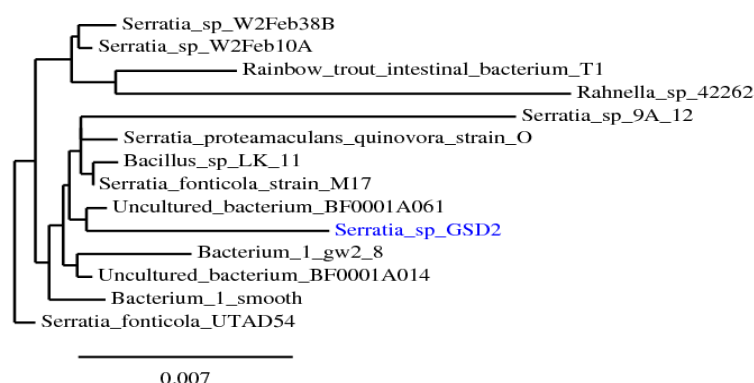 Serratia_sp_W2Feb38B
Serratia_sp_W2Feb10A
Rainbow_trout_intestinal_bacterium_T1
Rahnella_sp_42262
Serratia_sp_9A_12
Serratia_proteamaculans_quinovora_strain_O
Bacillus_sp_LK_11
Serratia_fonticola_strain_M17
Uncultured_bacterium_BF0001A061
Serratia_sp_GSD2
Bacterium_1_gw2_8
Uncultured_bacterium_BF0001A014
Bacterium_1_smooth
Serratia_fonticola_UTAD54
0.007